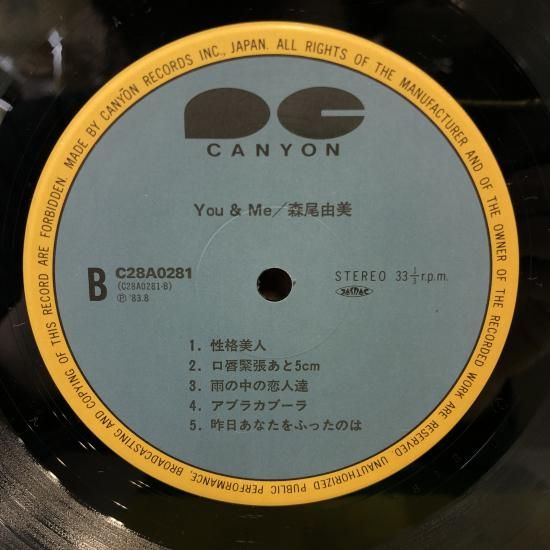 MADE BY CANYON RECORDS INC., JAPAN. ALL RIGHTS OF THE MANUFACTURER AND OF THE OWNER OF THE RECORDED WORK ARE RESERVED. UNAUTHORIZED PUBLIC PERFORMANCE, BROADCASTING AND COPYING OF THIS RECORD ARE FORBIDDEN.
CANYON
You & Me/森尾由美
B
C28A0281
(C28A0281-B)
Ⓟ '83.8
STEREO 33 1/3 r.p.m.
1. 性格美人
2. 口唇緊張あと5cm
3. 雨の中の恋人達
4. アブラカブーラ
5. 昨日あなたをふったのは